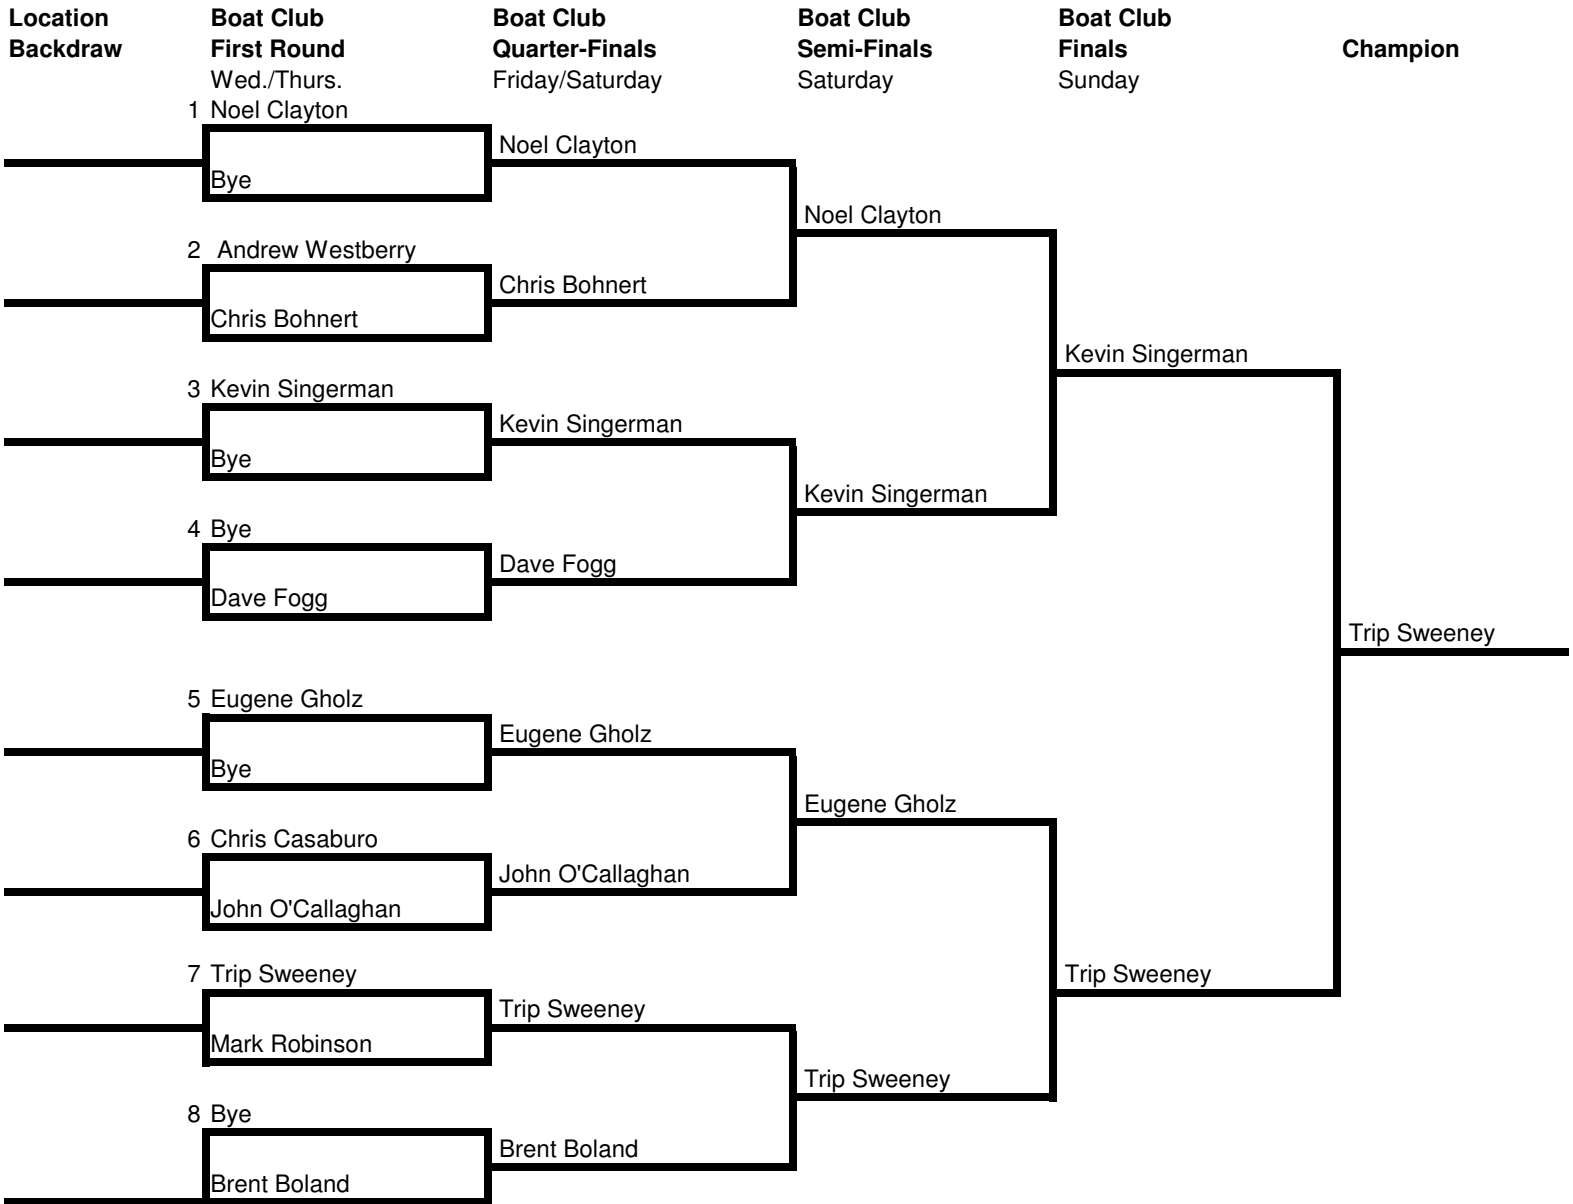 Location Boat Club Boat Club Boat Club Boat Club
Backdraw First Round Quarter-Finals Semi-Finals Finals Champion
Wed./Thurs. Friday/Saturday Saturday Sunday
1 Noel Clayton
Noel Clayton
Bye
Noel Clayton
2 Andrew Westberry
Chris Bohnert
Chris Bohnert
Kevin Singerman
3 Kevin Singerman
Kevin Singerman
Bye
Kevin Singerman
4 Bye
Dave Fogg
Dave Fogg
Trip Sweeney
5 Eugene Gholz
Eugene Gholz
Bye
Eugene Gholz
6 Chris Casaburo
John O'Callaghan
John O'Callaghan
7 Trip Sweeney Trip Sweeney
Trip Sweeney
Mark Robinson
Trip Sweeney
8 Bye
Brent Boland
Brent Boland